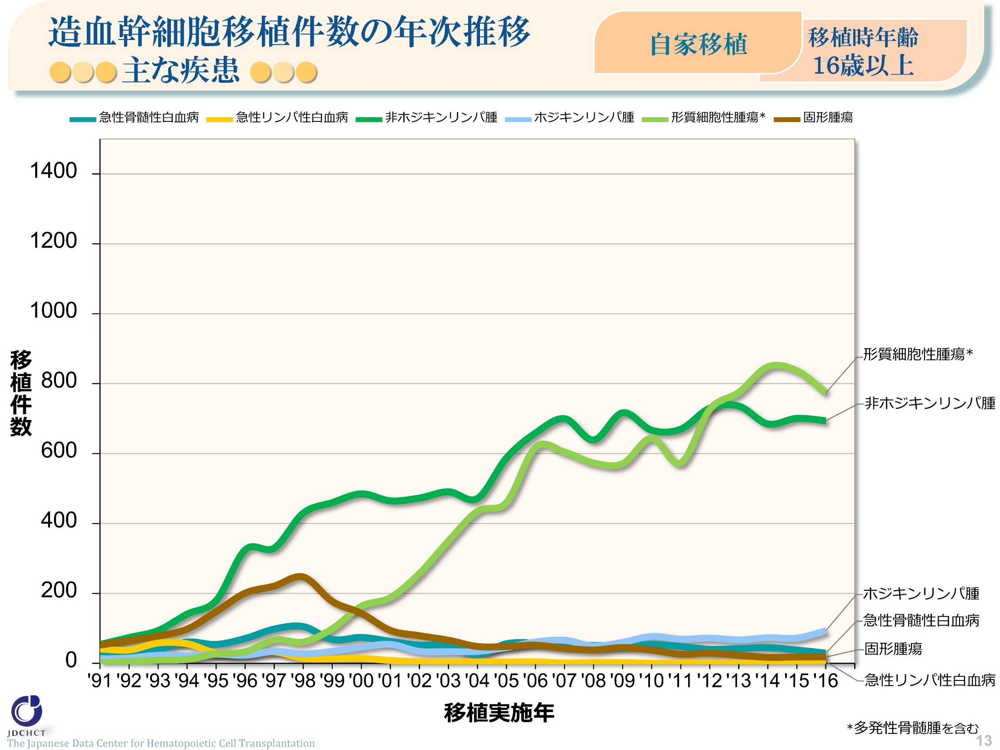 造血幹細胞移植件数の年次推移
主な疾患
自家移植
移植時年齢
16歳以上
急性骨髄性白血病 急性リンパ性白血病 非ホジキンリンパ腫 ホジキンリンパ腫 形質細胞性腫瘍* 固形腫瘍
1400
1200
1000
800
600
400
200
0
移植件数
形質細胞性腫瘍*
非ホジキンリンパ腫
ホジキンリンパ腫
急性骨髄性白血病
固形腫瘍
急性リンパ性白血病
'91 '92 '93 '94 '95 '96 '97 '98 '99 '00 '01 '02 '03 '04 '05 '06 '07 '08 '09 '10 '11 '12 '13 '14 '15 '16
移植実施年
*多発性骨髄腫を含む
JDCHCT
The Japanese Data Center for Hematopoietic Cell Transplantation
13